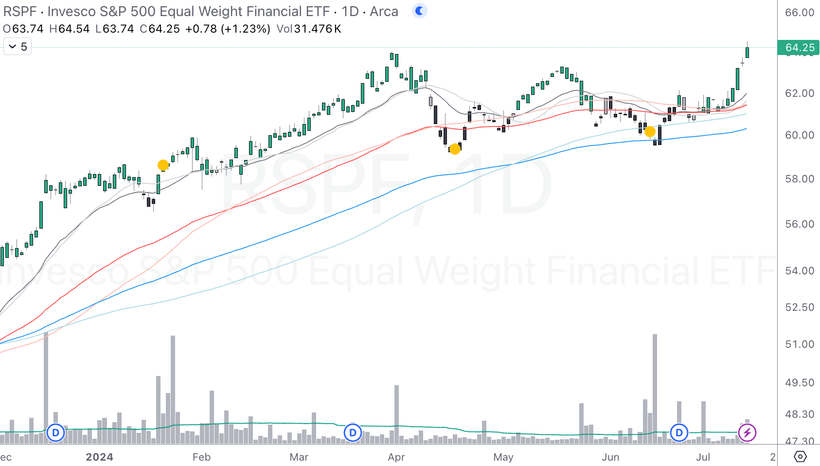 RSPF · Invesco S&P 500 Equal Weight Financial ETF · 1D · Arca
O63.74 H64.54 L63.74 C64.25 +0.78 (+1.23%) Vol31.476K
5
66.00
64.25
62.00
60.00
58.00
56.00
54.00
52.50
51.00
49.50
48.30
47.30
RSPF, 1D
Invesco S&P 500 Equal Weight Financial ETF
D
D
D
ec 2024 Feb Mar Apr May Jun Jul 2